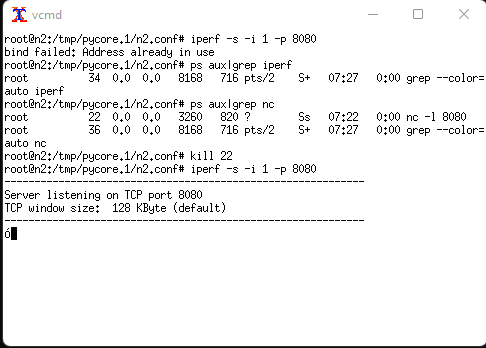 vcmd
root@n2:/tmp/pycore.1/n2.conf# iperf -s -i 1 -p 8080
bind failed: Address already in use
root@n2:/tmp/pycore.1/n2.conf# ps aux|grep iperf
root        34  0.0  0.0   8168   716 pts/2    S+   07:27   0:00 grep --color=
auto iperf
root@n2:/tmp/pycore.1/n2.conf# ps aux|grep nc
root        22  0.0  0.0   3260   820 ?        Ss   07:22   0:00 nc -l 8080
root        36  0.0  0.0   8168   716 pts/2    S+   07:27   0:00 grep --color=
auto nc
root@n2:/tmp/pycore.1/n2.conf# kill 22
root@n2:/tmp/pycore.1/n2.conf# iperf -s -i 1 -p 8080
------------------------------------------------------------
Server listening on TCP port 8080
TCP window size:  128 KByte (default)
------------------------------------------------------------
ó